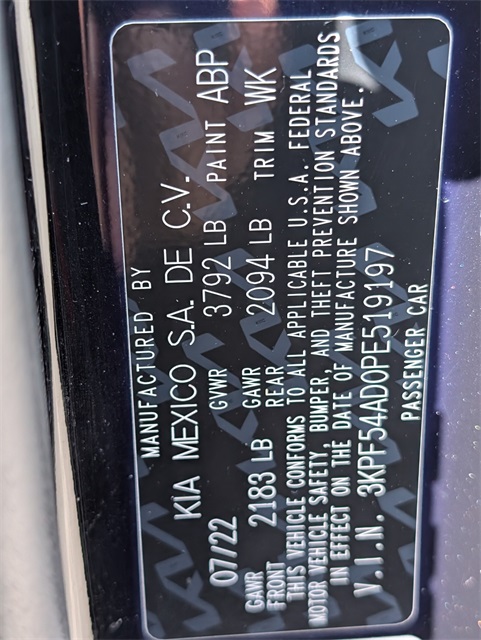 MANUFACTURED BY
KIA MEXICO S.A. DE C.V.
07/22 GVWR 3792 LB PAINT ABP
GAWR FRONT 2183 LB GAWR REAR 2094 LB TRIM WK
THIS VEHICLE CONFORMS TO ALL APPLICABLE U.S.A. FEDERAL
MOTOR VEHICLE SAFETY, BUMPER, AND THEFT PREVENTION STANDARDS
IN EFFECT ON THE DATE OF MANUFACTURE SHOWN ABOVE.
V.I.N. 3KPF54AD0PE519197
PASSENGER CAR